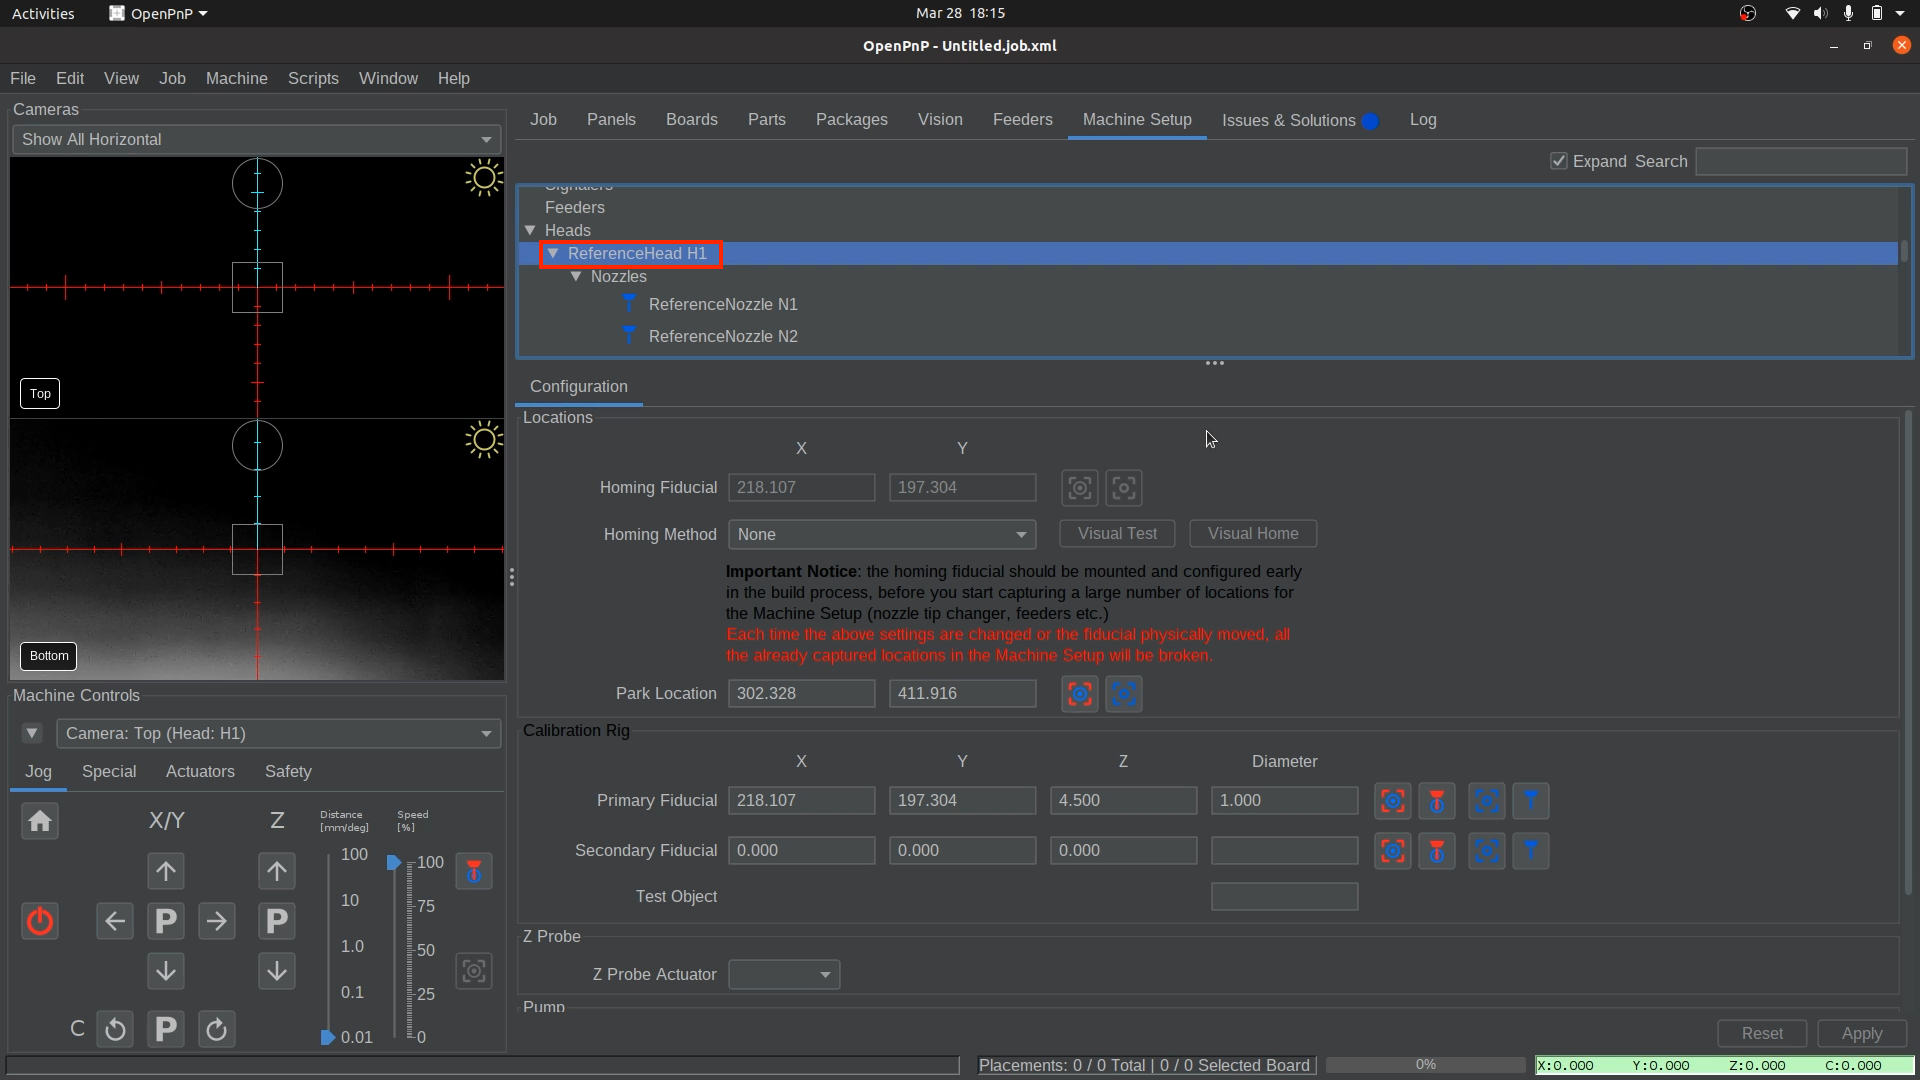 Activities
OpenPnP
Mar 28 18:15
OpenPnP - Untitled.job.xml
File Edit View Job Machine Scripts Window Help
Cameras
Show All Horizontal
Top
Bottom
Machine Controls
Camera: Top (Head: H1)
Jog Special Actuators Safety
X/Y Z Distance [mm/deg] Speed [%]
100 100
10 75
P P
1.0 50
0.1 25
C P
0.01 0
Job Panels Boards Parts Packages Vision Feeders Machine Setup Issues & Solutions Log
Expand Search
Signalers
Feeders
Heads
ReferenceHead H1
Nozzles
ReferenceNozzle N1
ReferenceNozzle N2
Configuration
Locations
X Y
Homing Fiducial 218.107 197.304
Homing Method None Visual Test Visual Home
Important Notice: the homing fiducial should be mounted and configured early
in the build process, before you start capturing a large number of locations for
the Machine Setup (nozzle tip changer, feeders etc.)
Each time the above settings are changed or the fiducial physically moved, all
the already captured locations in the Machine Setup will be broken.
Park Location 302.328 411.916
Calibration Rig
X Y Z Diameter
Primary Fiducial 218.107 197.304 4.500 1.000
Secondary Fiducial 0.000 0.000 0.000
Test Object
Z Probe
Z Probe Actuator
Pump
Reset Apply
Placements: 0 / 0 Total | 0 / 0 Selected Board 0% X:0.000 Y:0.000 Z:0.000 C:0.000